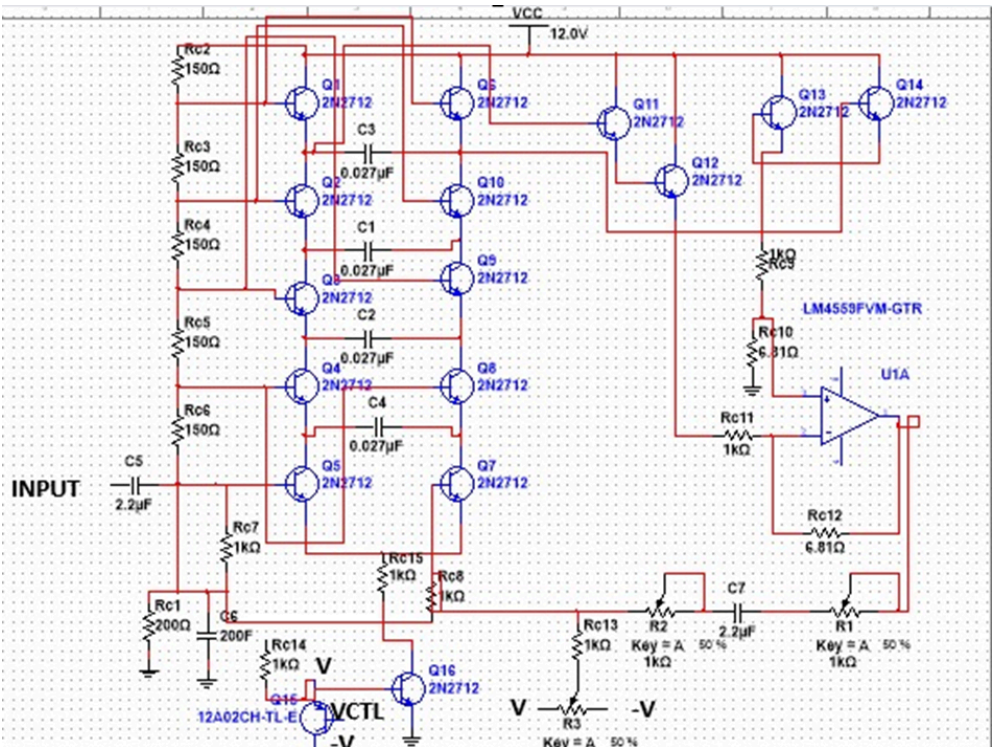 VCC
12.0V
Rc2
150Ω
Q1
2N2712
Q6
2N2712
Q11
2N2712
Q13
2N2712
Q14
2N2712
C3
0.027µF
Rc3
150Ω
Q2
2N2712
Q10
2N2712
Q12
2N2712
Rc4
150Ω
C1
0.027µF
Q9
2N2712
1kΩ
Rc9
Q3
2N2712
LM4559FVM-GTR
Rc5
150Ω
C2
0.027µF
Rc10
6.81Ω
Q4
2N2712
Q8
2N2712
U1A
Rc6
150Ω
C4
0.027µF
Rc11
1kΩ
C5
2.2µF
INPUT
Q5
2N2712
Q7
2N2712
Rc7
1kΩ
Rc12
6.81Ω
Rc15
1kΩ
Rc8
1kΩ
Rc1
200Ω
C6
200F
Rc13
1kΩ
R2
Key = A
50 %
1kΩ
C7
2.2µF
R1
Key = A
50 %
1kΩ
Rc14
1kΩ
V
Q16
2N2712
Q15
12A02CH-TL-E
VCTL
-V
V
-V
R3
Key = A
50 %